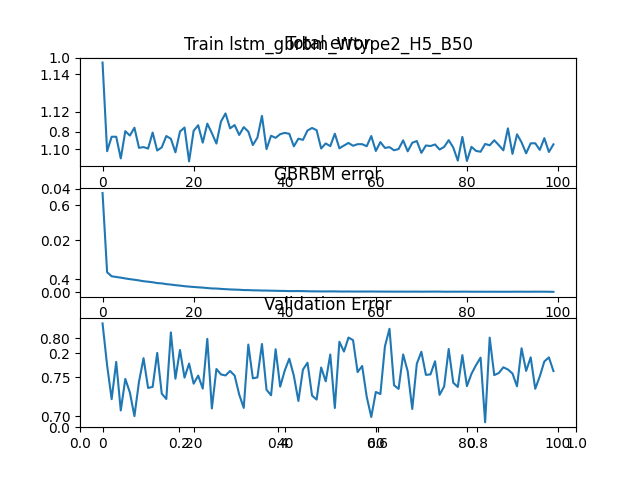 Train lstm_gbrbm_Wtype2_H5_B50
Total error
1.0
1.14
1.12
0.8
1.10
0 20 40 60 80 100
GBRBM error
0.04
0.6
0.02
0.4
0.00
0 20 40 60 80 100
Validation Error
0.80
0.2
0.75
0.70
0.0
0 20 40 60 80 100
0.0 0.2 0.4 0.6 0.8 1.0